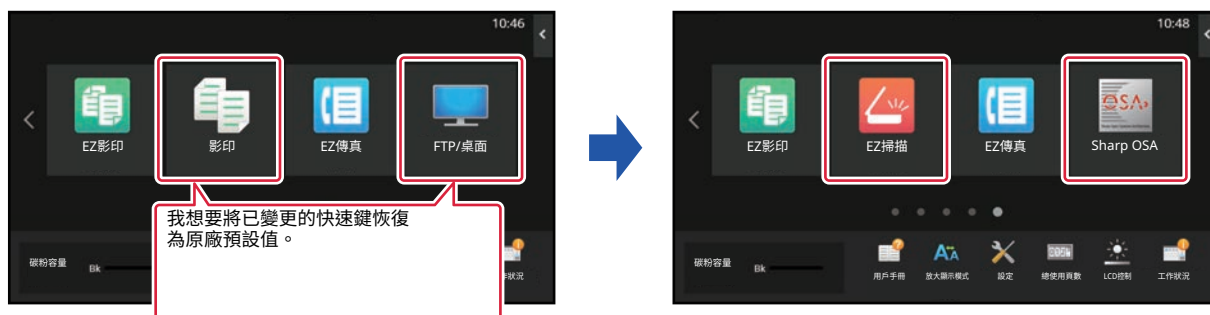 10:46
EZ影印
影印
EZ傳真
FTP/桌面
我想要將已變更的快速鍵恢復
為原廠預設值。
碳粉容量
Bk
狀況
10:48
EZ影印
EZ掃描
EZ傳真
Sharp OSA
OSA
碳粉容量
Bk
用戶手冊
放大顯示模式
設定
總使用頁數
LCD控制
工作狀況